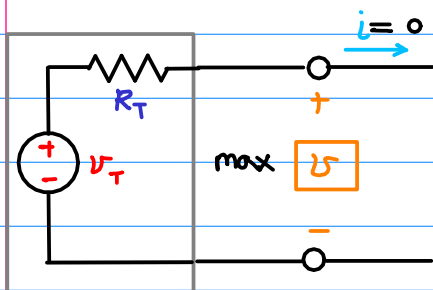 i = 0
R_T
+
+
v_T
max v
-
-